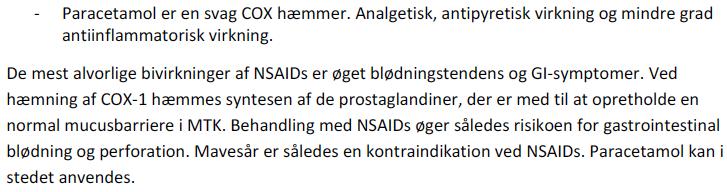 - Paracetamol er en svag COX hæmmer. Analgetisk, antipyretisk virkning og mindre grad
antiinflammatorisk virkning.
De mest alvorlige bivirkninger af NSAIDs er øget blødningstendens og GI-symptomer. Ved
hæmning af COX-1 hæmmes syntesen af de prostaglandiner, der er med til at opretholde en
normal mucusbarriere i MTK. Behandling med NSAIDs øger således risikoen for gastrointestinal
blødning og perforation. Mavesår er således en kontraindikation ved NSAIDs. Paracetamol kan i
stedet anvendes.